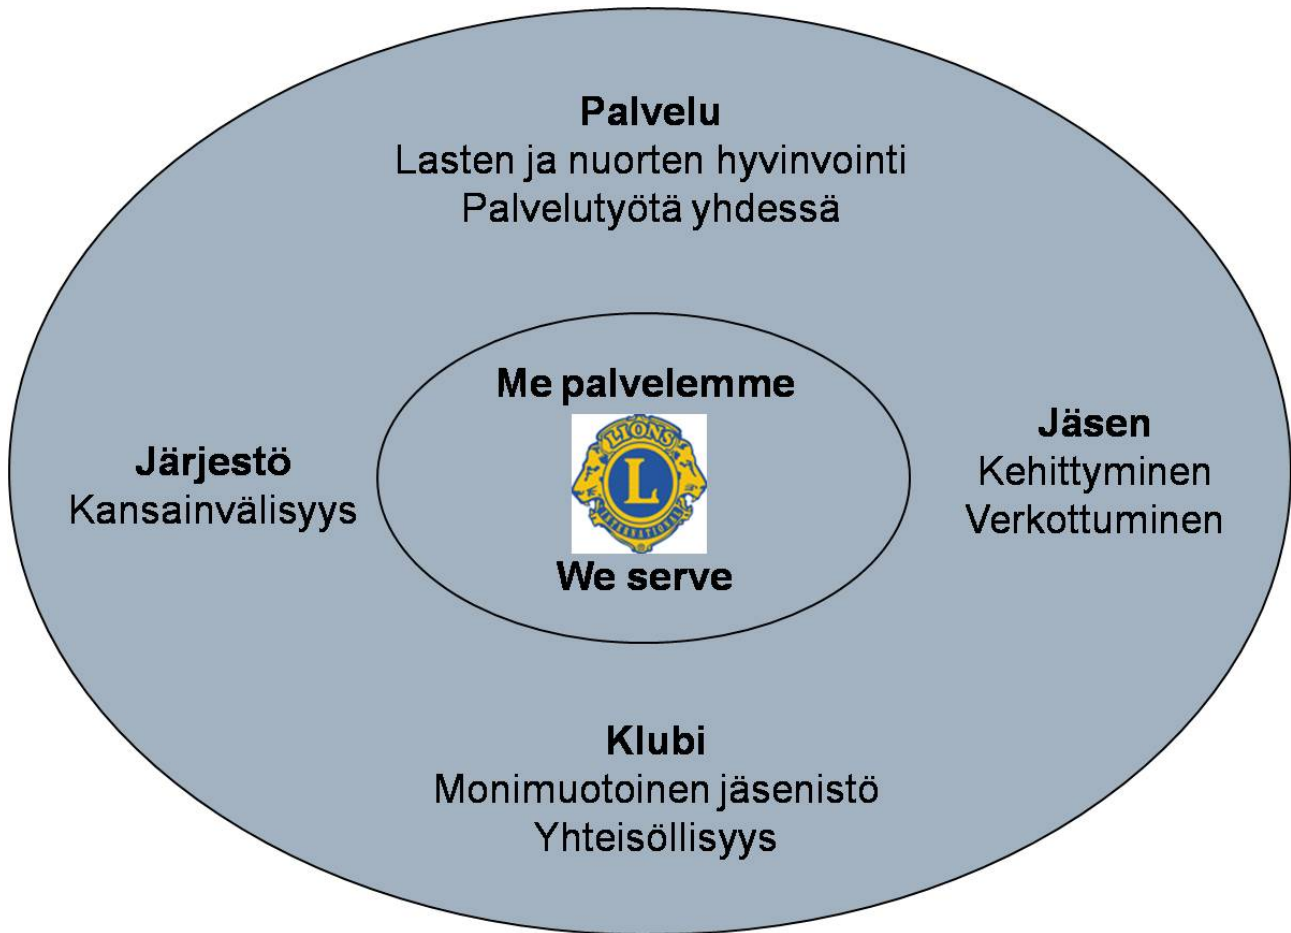 Palvelu
Lasten ja nuorten hyvinvointi
Palvelutyötä yhdessä
Me palvelemme
LIONS
L
INTERNATIONAL
We serve
Järjestö
Kansainvälisyys
Jäsen
Kehittyminen
Verkottuminen
Klubi
Monimuotoinen jäsenistö
Yhteisöllisyys